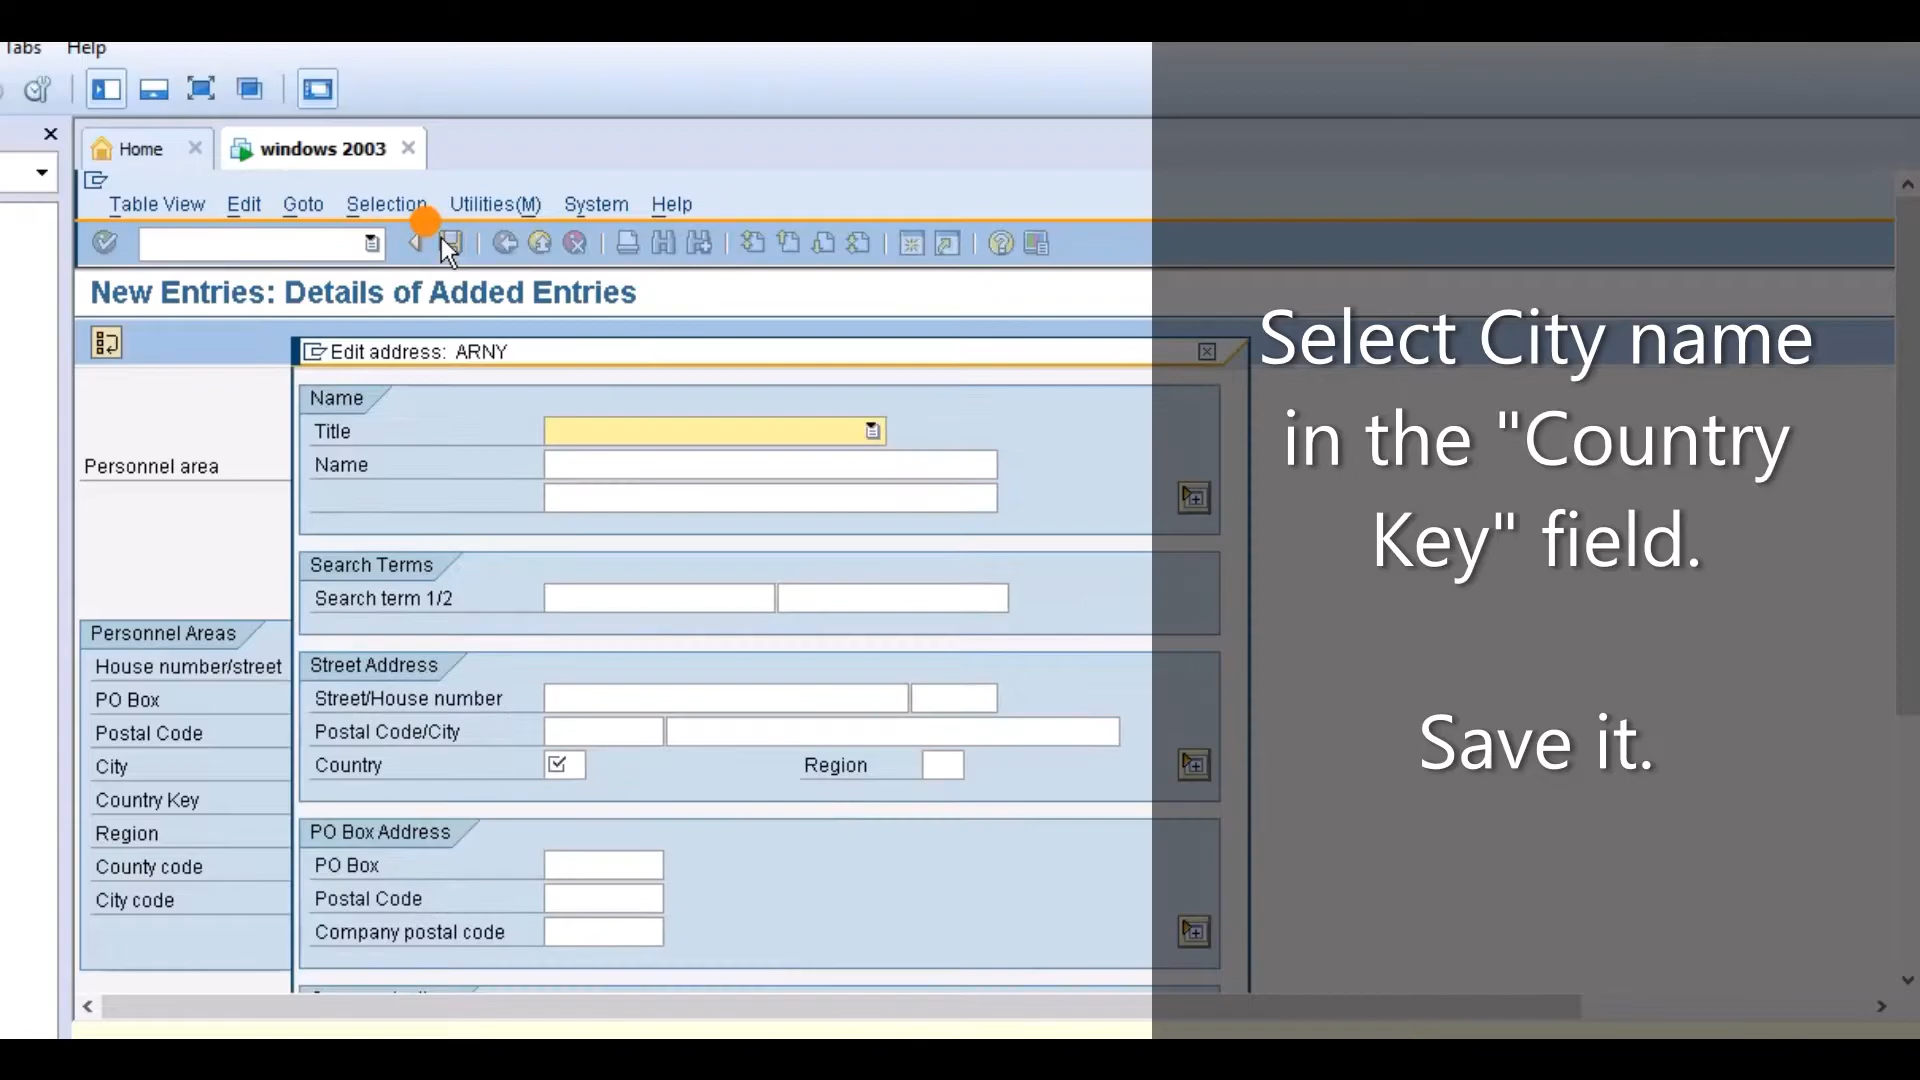 Tabs Help
Home windows 2003
Table View Edit Goto Selection Utilities(M) System Help
New Entries: Details of Added Entries
Edit address: ARNY
Name
Title
Name
Personnel area
Search Terms
Search term 1/2
Personnel Areas
House number/street
PO Box
Postal Code
City
Country Key
Region
County code
City code
Street Address
Street/House number
Postal Code/City
Country Region
PO Box Address
PO Box
Postal Code
Company postal code
Select City name
in the "Country
Key" field.
Save it.